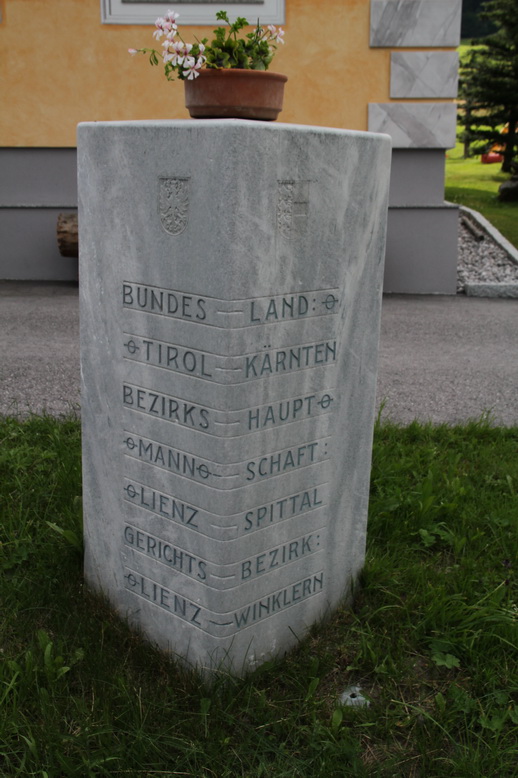 BUNDES — LAND:
TIROL — KÄRNTEN
BEZIRKS — HAUPT
MANN — SCHAFT:
LIENZ — SPITTAL
GERICHTS — BEZIRK:
LIENZ — WINKLERN